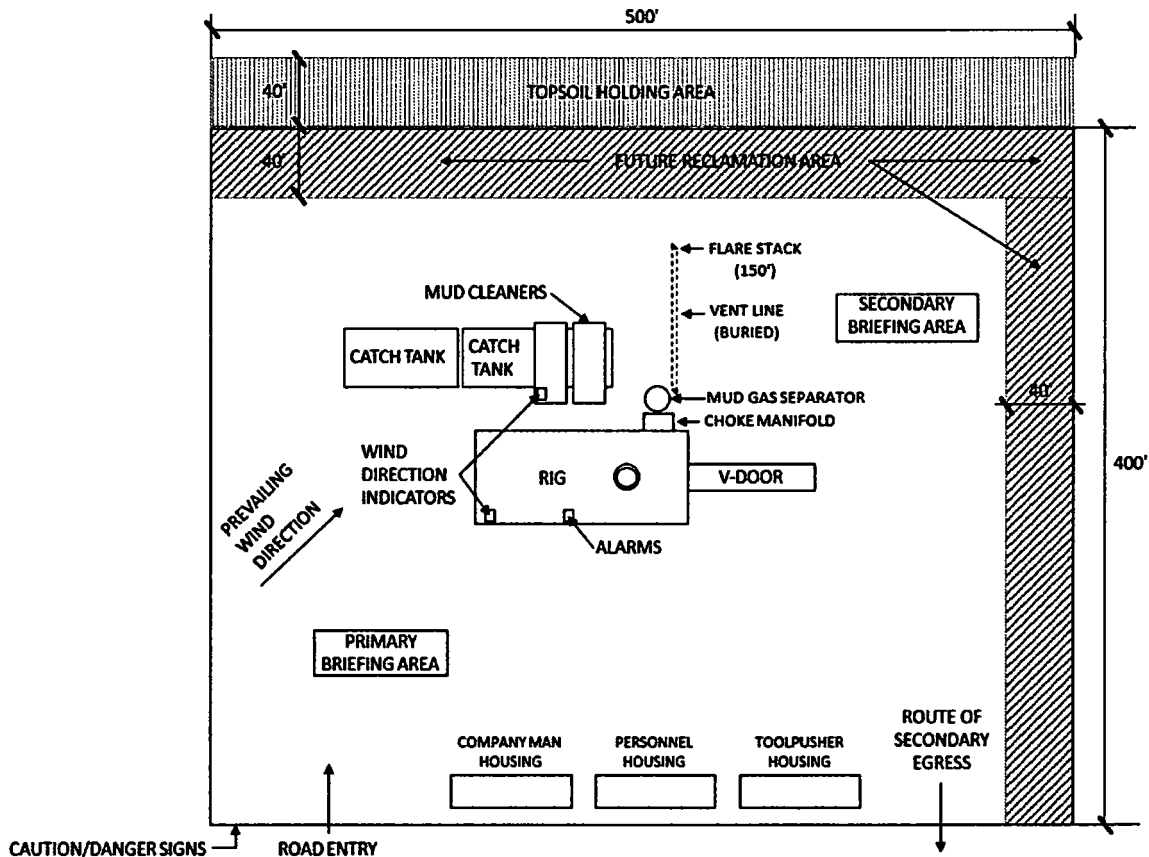 500'
40'
TOPSOIL HOLDING AREA
40'
FUTURE RECLAMATION AREA
FLARE STACK
(150')
MUD CLEANERS
SECONDARY
BRIEFING AREA
VENT LINE
(BURIED)
CATCH TANK
CATCH
TANK
40'
MUD GAS SEPARATOR
CHOKE MANIFOLD
WIND
DIRECTION
INDICATORS
RIG
V-DOOR
400'
PREVAILING
WIND
DIRECTION
ALARMS
PRIMARY
BRIEFING AREA
ROUTE OF
SECONDARY
EGRESS
COMPANY MAN
HOUSING
PERSONNEL
HOUSING
TOOLPUSHER
HOUSING
CAUTION/DANGER SIGNS
ROAD ENTRY